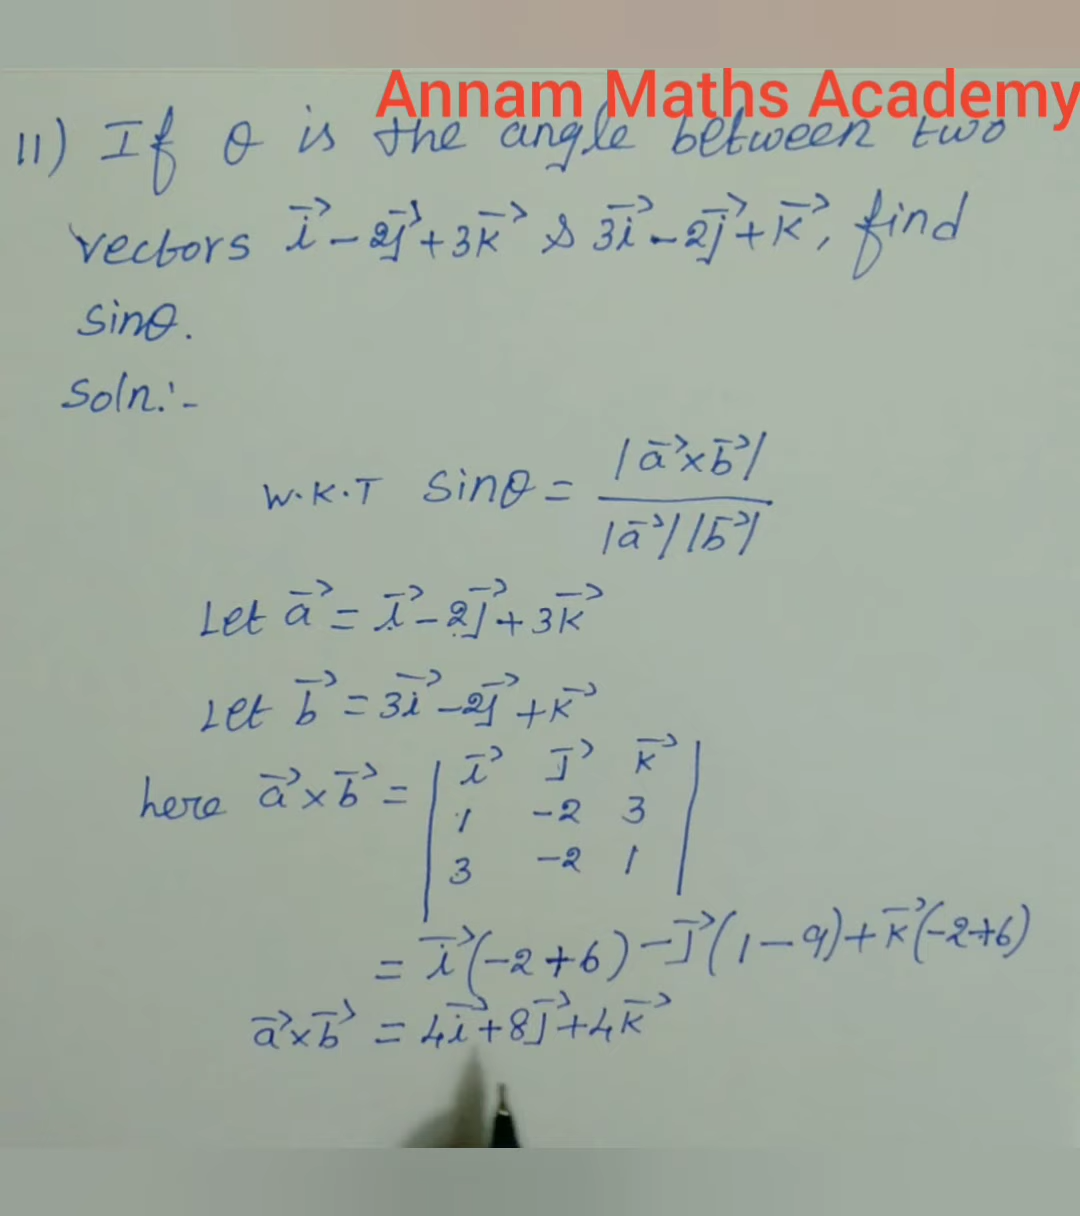 Annam Maths Academy
11) If θ is the angle between two
vectors i⃗ - 2j⃗ + 3k⃗ & 3i⃗ - 2j⃗ + k⃗, find
sinθ.
Soln:-
W.K.T sinθ = |a⃗ x b⃗| / |a⃗| |b⃗|
Let a⃗ = i⃗ - 2j⃗ + 3k⃗
Let b⃗ = 3i⃗ - 2j⃗ + k⃗
here a⃗ x b⃗ = | i⃗ j⃗ k⃗ |
1 -2 3
3 -2 1
= i⃗(-2+6) - j⃗(1-9) + k⃗(-2+6)
a⃗ x b⃗ = 4i⃗ + 8j⃗ + 4k⃗